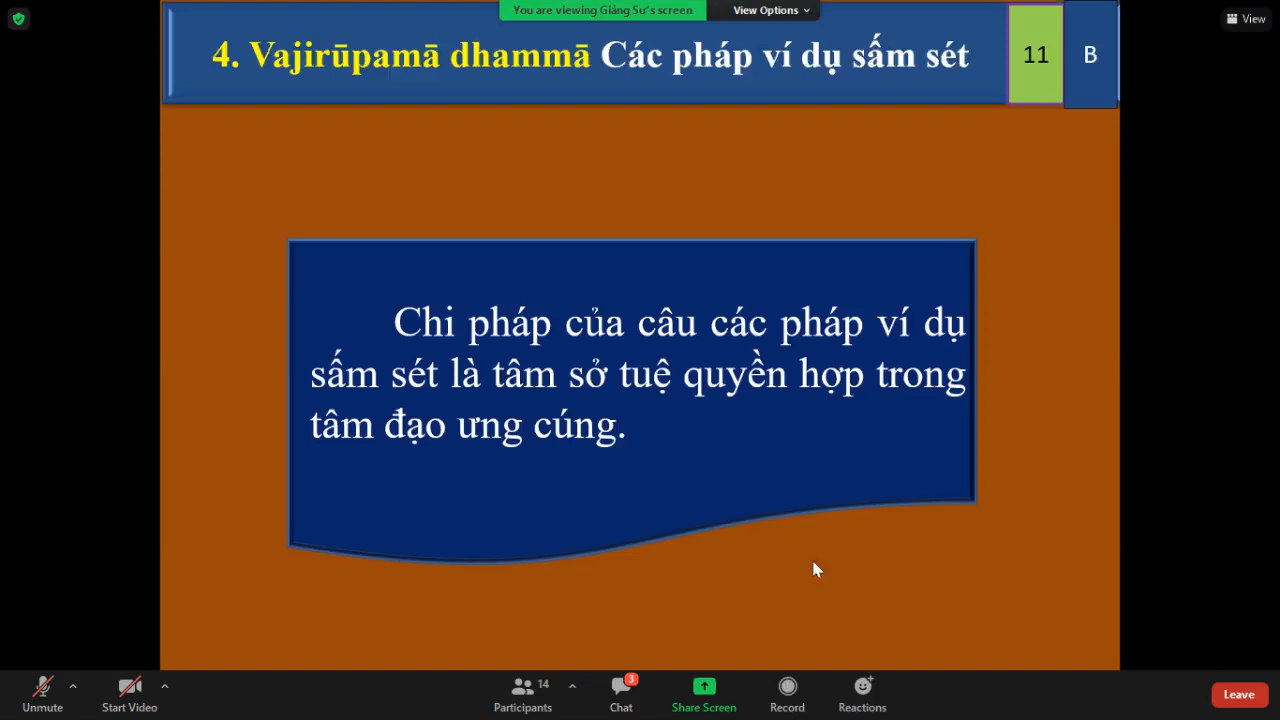 You are viewing Giảng Sư's screen
View Options
View
4. Vajirūpamā dhammā Các pháp ví dụ sấm sét
11
B
Chi pháp của câu các pháp ví dụ
sấm sét là tâm sở tuệ quyền hợp trong
tâm đạo ưng cúng.
Unmute
Start Video
14
Participants
3
Chat
Share Screen
Record
Reactions
Leave